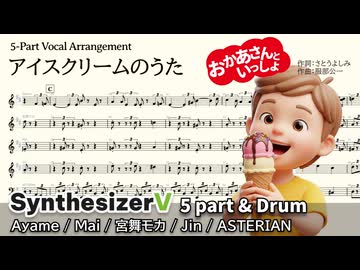 5-Part Vocal Arrangement
アイスクリームのうた
おかあさんと
いっしょ
作詞：さとうよしみ
作曲：服部公一
C
SynthesizerV 5 part & Drum
Ayame / Mai / 宮舞モカ / Jin / ASTERIAN